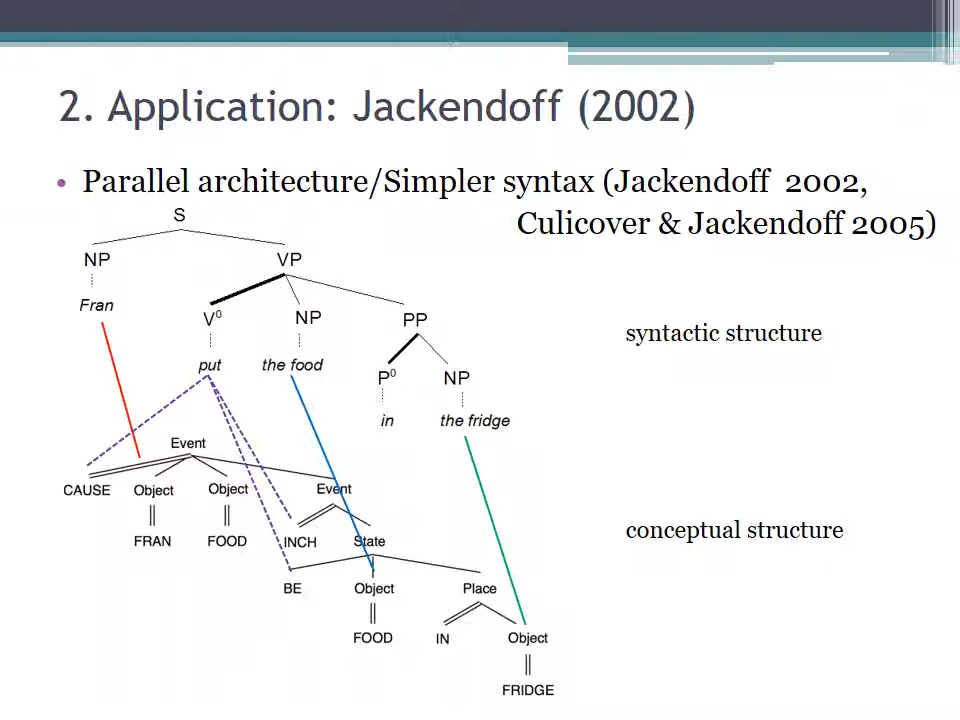 2. Application: Jackendoff (2002)
• Parallel architecture/Simpler syntax (Jackendoff 2002,
Culicover & Jackendoff 2005)
S
NP VP
Fran
V⁰ NP PP
syntactic structure
put the food
P⁰ NP
in the fridge
Event
CAUSE Object Object Event
FRAN FOOD INCH State
conceptual structure
BE Object Place
FOOD IN Object
FRIDGE